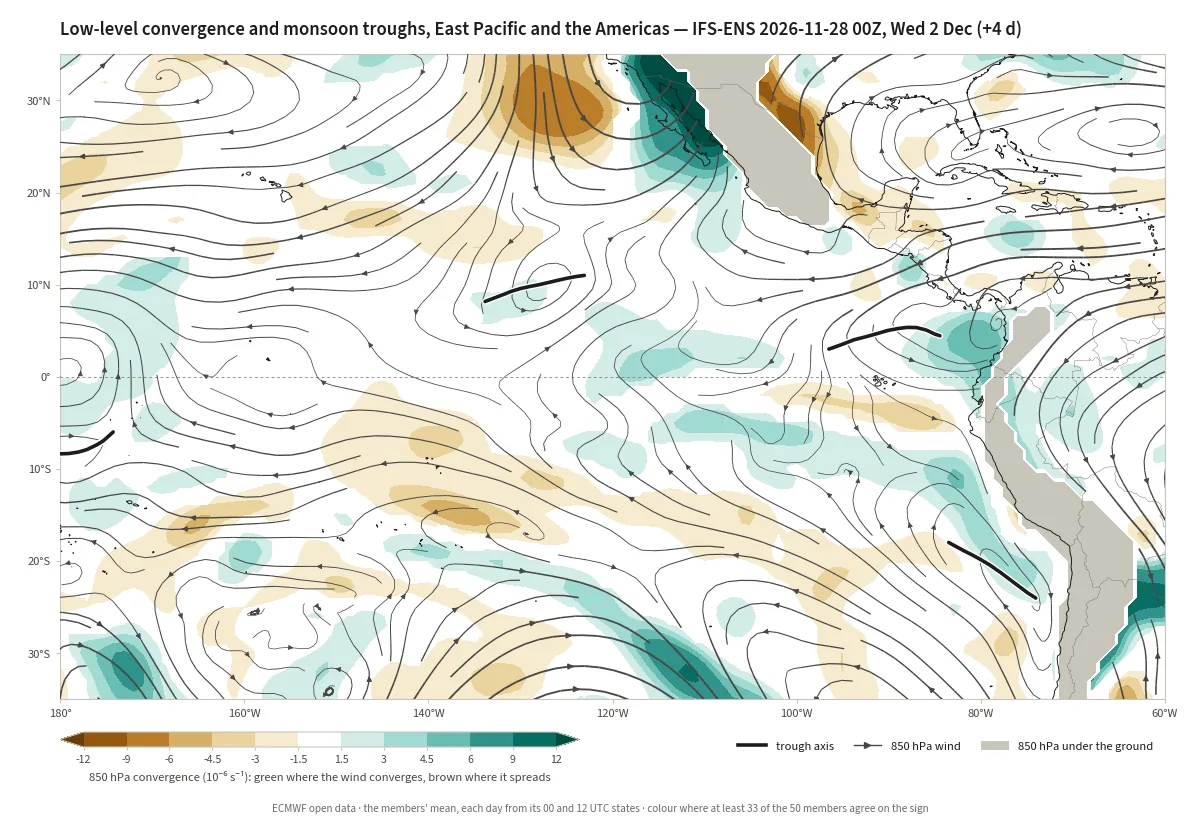 Low-level convergence and monsoon troughs, East Pacific and the Americas — IFS-ENS 2026-11-28 00Z, Wed 2 Dec (+4 d)
30°N
20°N
10°N
0°
10°S
20°S
30°S
180° 160°W 140°W 120°W 100°W 80°W 60°W
-12 -9 -6 -4.5 -3 -1.5 1.5 3 4.5 6 9 12
850 hPa convergence (10⁻⁶ s⁻¹): green where the wind converges, brown where it spreads
trough axis 850 hPa wind 850 hPa under the ground
ECMWF open data · the members' mean, each day from its 00 and 12 UTC states · colour where at least 33 of the 50 members agree on the sign